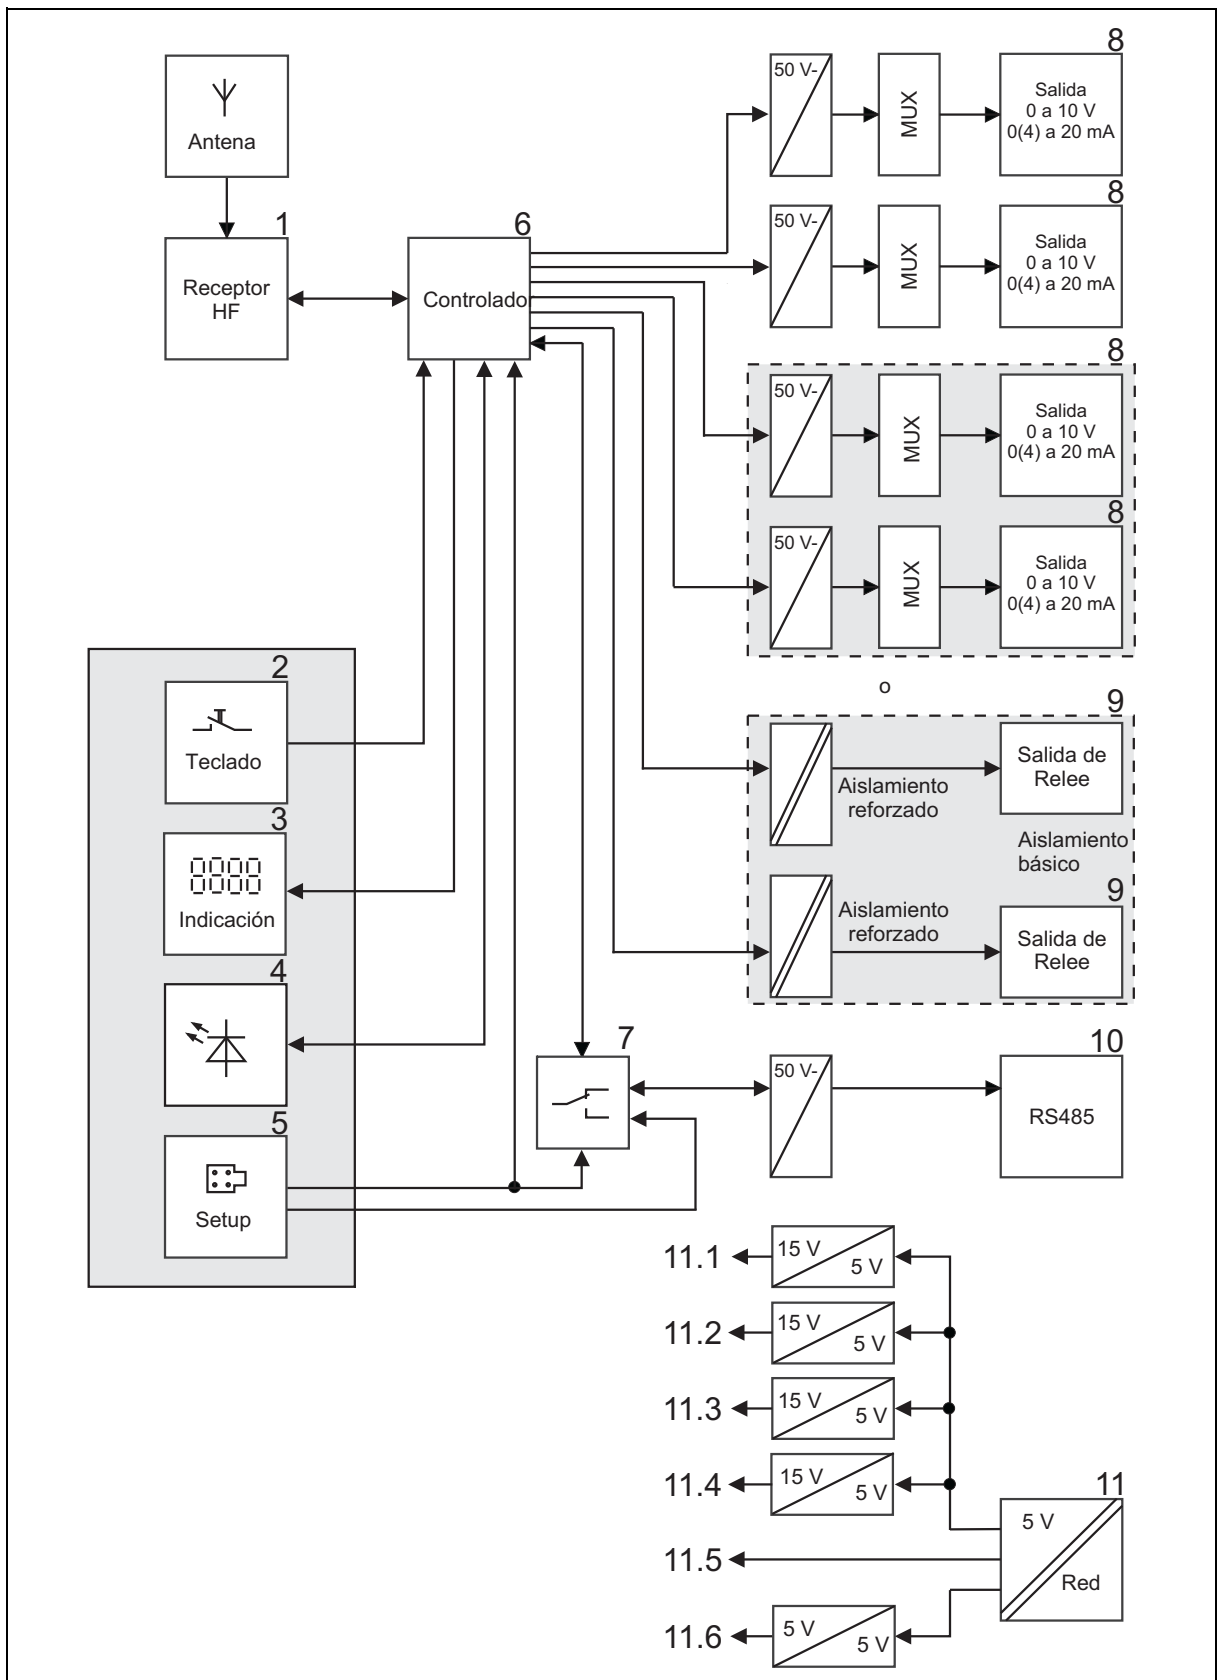 Antena
1
Receptor
HF
6
Controlado
50 V-
MUX
8
Salida
0 a 10 V
0(4) a 20 mA
50 V-
MUX
8
Salida
0 a 10 V
0(4) a 20 mA
50 V-
MUX
8
Salida
0 a 10 V
0(4) a 20 mA
50 V-
MUX
8
Salida
0 a 10 V
0(4) a 20 mA
o
2
Teclado
3
Indicación
4
5
Setup
9
Aislamiento
reforzado
Salida de
Relee
Aislamiento
básico
9
Aislamiento
reforzado
Salida de
Relee
7
50 V-
10
RS485
11.1
15 V
5 V
11.2
15 V
5 V
11.3
15 V
5 V
11.4
15 V
5 V
11
5 V
Red
11.5
11.6
5 V
5 V